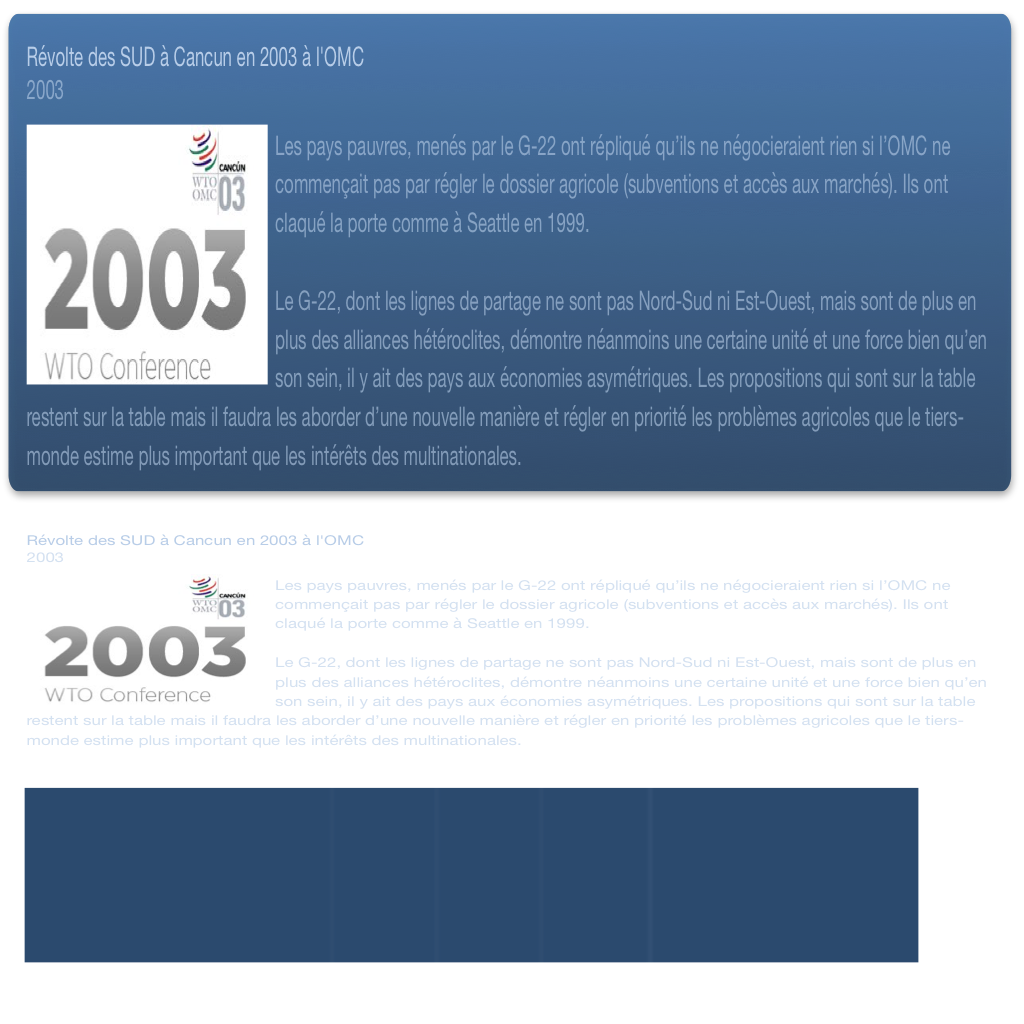 Révolte des SUD à Cancun en 2003 à l'OMC
2003
CANCÚN
WTO
OMC 03
2003
WTO Conference
Les pays pauvres, menés par le G-22 ont répliqué qu’ils ne négocieraient rien si l’OMC ne
commençait pas par régler le dossier agricole (subventions et accès aux marchés). Ils ont
claqué la porte comme à Seattle en 1999.
Le G-22, dont les lignes de partage ne sont pas Nord-Sud ni Est-Ouest, mais sont de plus en
plus des alliances hétéroclites, démontre néanmoins une certaine unité et une force bien qu’en
son sein, il y ait des pays aux économies asymétriques. Les propositions qui sont sur la table
restent sur la table mais il faudra les aborder d’une nouvelle manière et régler en priorité les problèmes agricoles que le tiers-
monde estime plus important que les intérêts des multinationales.
Révolte des SUD à Cancun en 2003 à l'OMC
2003
CANCÚN
WTO
OMC 03
2003
WTO Conference
Les pays pauvres, menés par le G-22 ont répliqué qu’ils ne négocieraient rien si l’OMC ne
commençait pas par régler le dossier agricole (subventions et accès aux marchés). Ils ont
claqué la porte comme à Seattle en 1999.
Le G-22, dont les lignes de partage ne sont pas Nord-Sud ni Est-Ouest, mais sont de plus en
plus des alliances hétéroclites, démontre néanmoins une certaine unité et une force bien qu’en
son sein, il y ait des pays aux économies asymétriques. Les propositions qui sont sur la table
restent sur la table mais il faudra les aborder d’une nouvelle manière et régler en priorité les problèmes agricoles que le tiers-
monde estime plus important que les intérêts des multinationales.